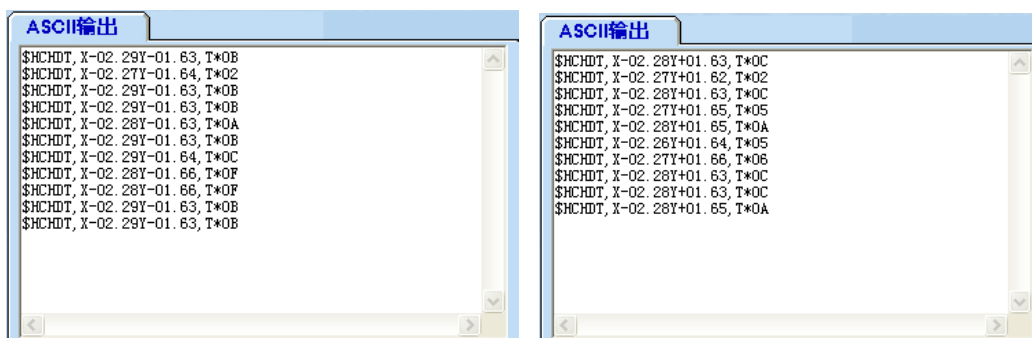 ASCII输出
$HCHDT, X-02.29Y-01.63, T*0B
$HCHDT, X-02.27Y-01.64, T*02
$HCHDT, X-02.29Y-01.63, T*0B
$HCHDT, X-02.29Y-01.63, T*0B
$HCHDT, X-02.28Y-01.63, T*0A
$HCHDT, X-02.29Y-01.63, T*0B
$HCHDT, X-02.29Y-01.64, T*0C
$HCHDT, X-02.28Y-01.66, T*0F
$HCHDT, X-02.28Y-01.66, T*0F
$HCHDT, X-02.29Y-01.63, T*0B
$HCHDT, X-02.29Y-01.63, T*0B
ASCII输出
$HCHDT, X-02.28Y+01.63, T*0C
$HCHDT, X-02.27Y+01.62, T*02
$HCHDT, X-02.28Y+01.63, T*0C
$HCHDT, X-02.27Y+01.65, T*05
$HCHDT, X-02.28Y+01.65, T*0A
$HCHDT, X-02.26Y+01.64, T*05
$HCHDT, X-02.27Y+01.66, T*06
$HCHDT, X-02.28Y+01.63, T*0C
$HCHDT, X-02.28Y+01.63, T*0C
$HCHDT, X-02.28Y+01.65, T*0A